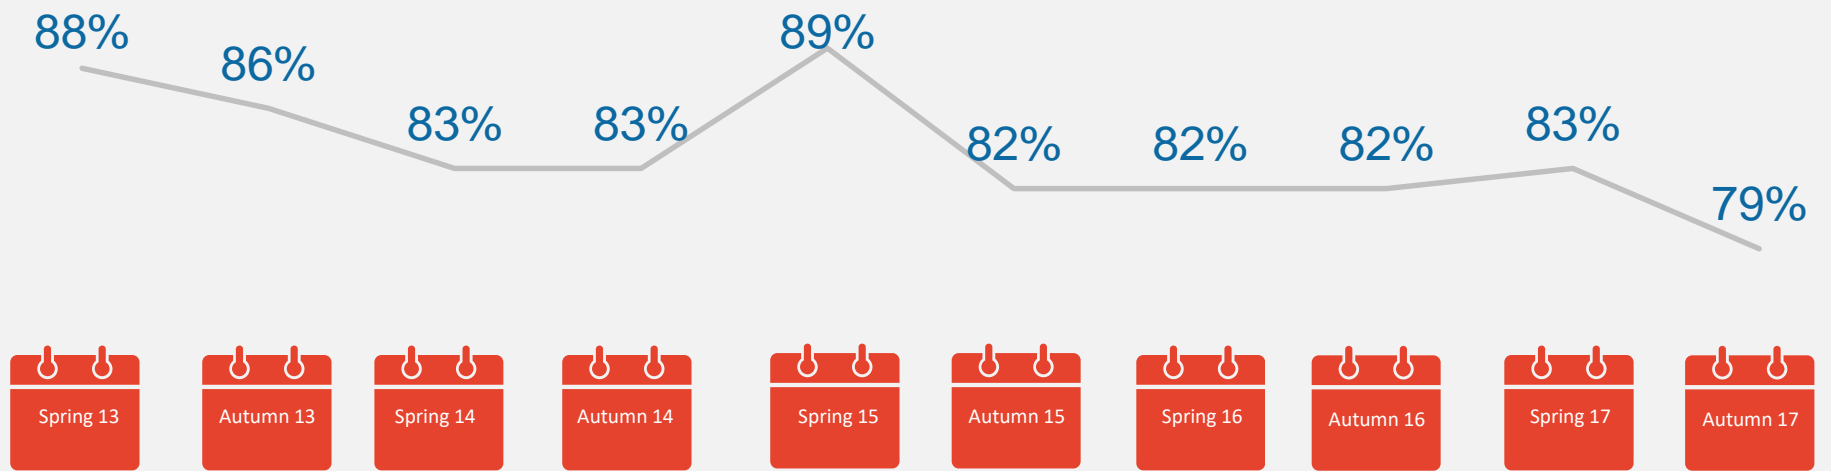 88%
86%
83%
83%
89%
82%
82%
82%
83%
79%
Spring 13
Autumn 13
Spring 14
Autumn 14
Spring 15
Autumn 15
Spring 16
Autumn 16
Spring 17
Autumn 17